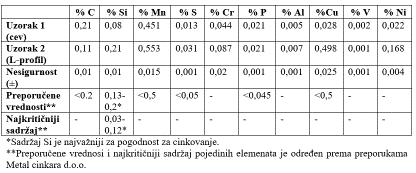 % C % Si % Mn % S % Cr % P % Al %Cu % V % Ni
Uzorak 1 (cev) 0,21 0,08 0,451 0,013 0,044 0,021 0,005 0,028 0,002 0,022
Uzorak 2 (L-profil) 0,11 0,21 0,553 0,031 0,087 0,021 0,007 0,498 0,001 0,168
Nesigurnost (±) 0,01 0,01 0,015 0,001 0,02 0,001 0,001 0,025 0,001 0,004
Preporučene vrednosti** <0.2 0,13-0,2* <0,5 <0,05 - <0,045 - <0,5 - -
Najkritičniji sadržaj** - 0,03-0,12* - - - - - - - -
*Sadržaj Si je najvažniji za pogodnost za cinkovanje.
**Preporučene vrednosi i najkritičniji sadržaj pojedinih elemenata je određen prema preporukama
Metal cinkara d.o.o.